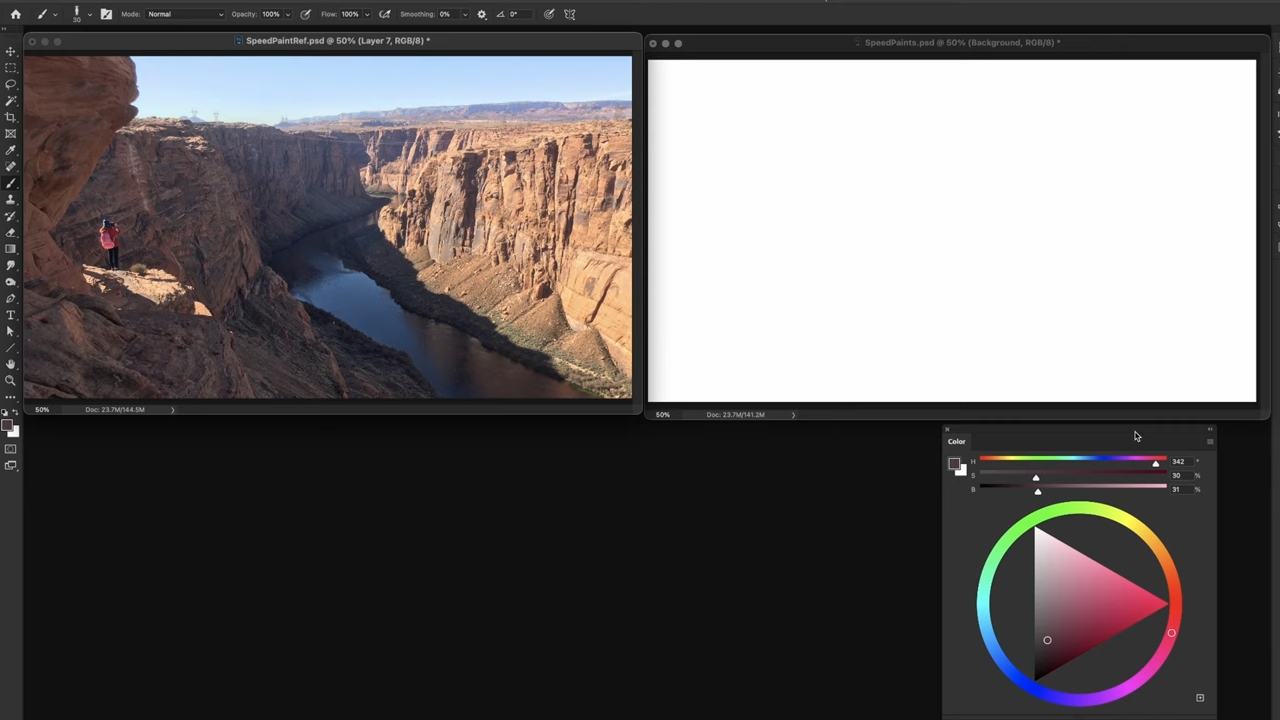 30 Mode: Normal Opacity: 100% Flow: 100% Smoothing: 0% 0°
SpeedPaintRef.psd @ 50% (Layer 7, RGB/8) *
SpeedPaints.psd @ 50% (Background, RGB/8) *
T
50% Doc: 23.7M/144.5M
50% Doc: 23.7M/141.2M
Color
H 342 °
S 30 %
B 31 %